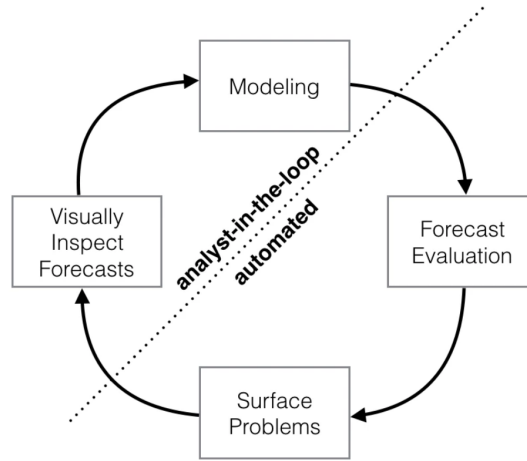 Modeling
analyst-in-the-loop
automated
Visually
Inspect
Forecasts
Forecast
Evaluation
Surface
Problems